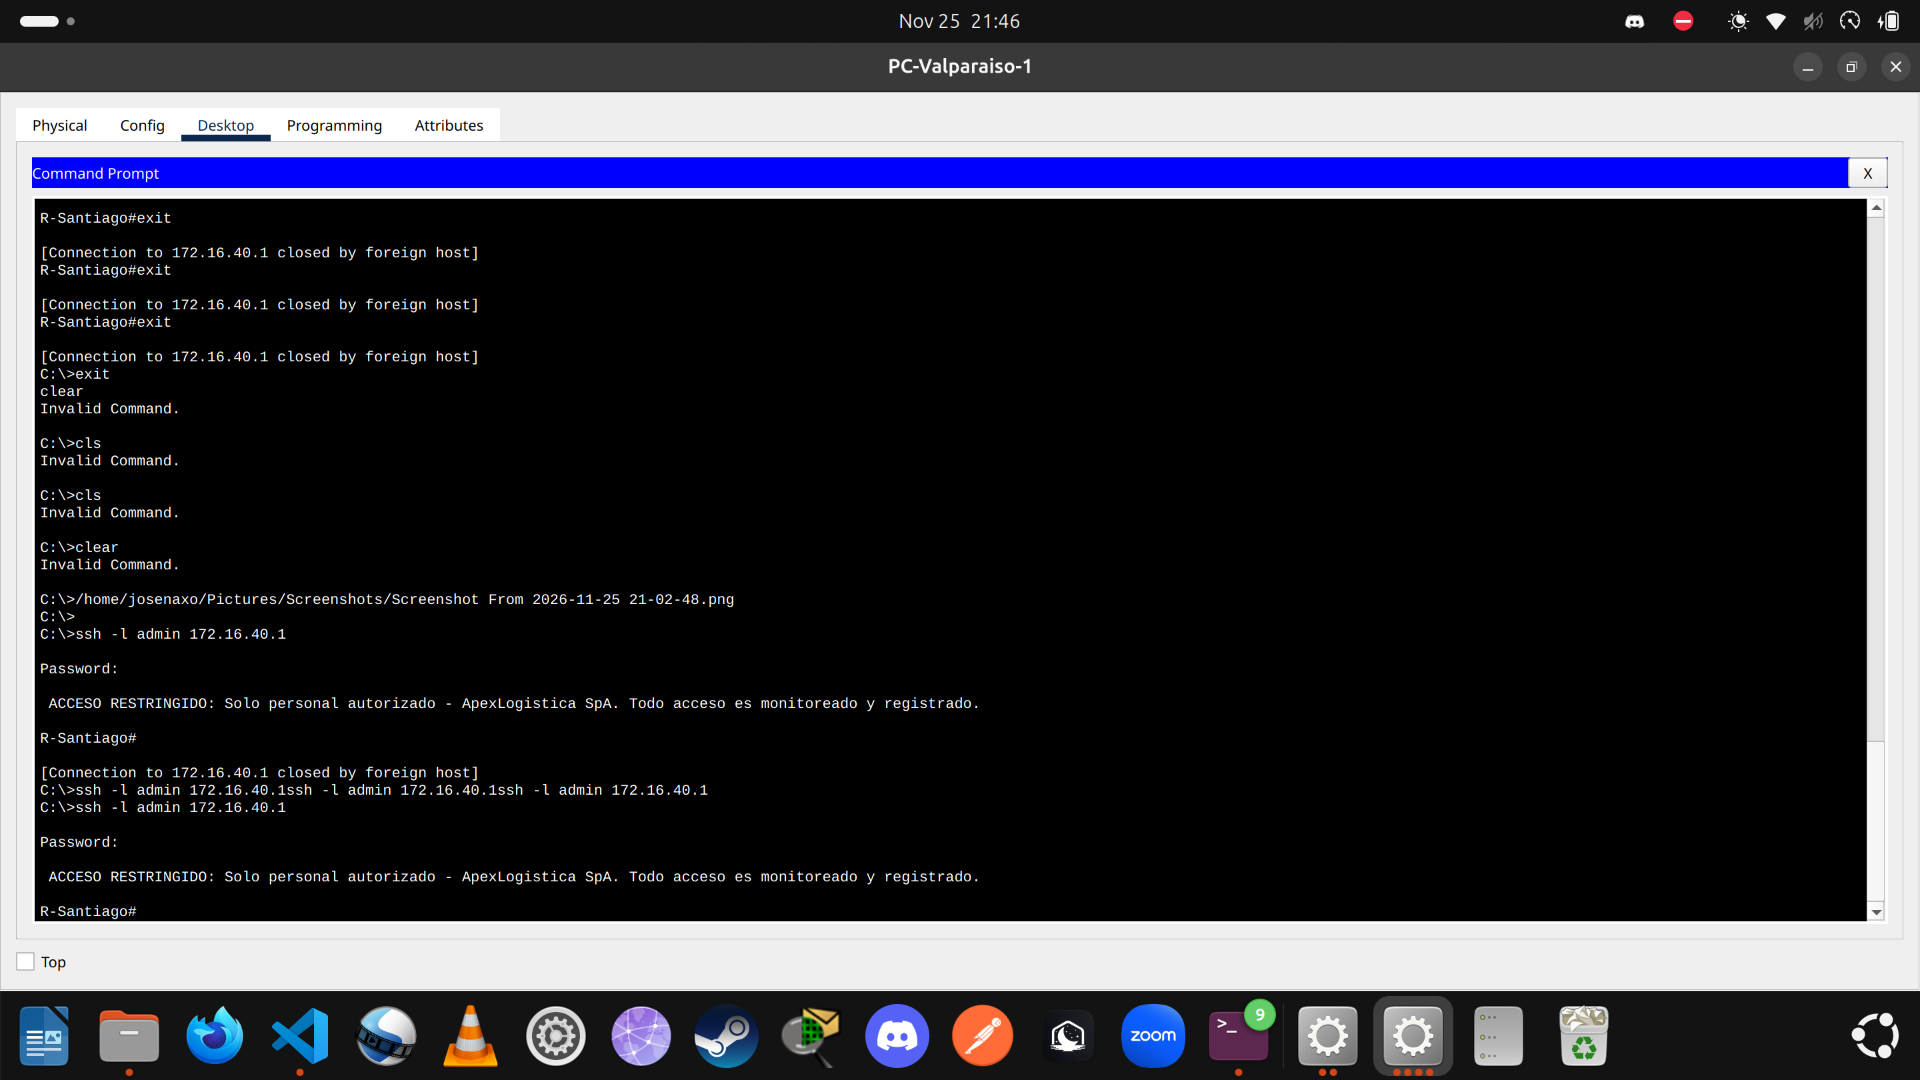 Nov 25 21:46
PC-Valparaiso-1
Physical Config Desktop Programming Attributes
Command Prompt
X
R-Santiago#exit
[Connection to 172.16.40.1 closed by foreign host]
R-Santiago#exit
[Connection to 172.16.40.1 closed by foreign host]
R-Santiago#exit
[Connection to 172.16.40.1 closed by foreign host]
C:\>exit
clear
Invalid Command.
C:\>cls
Invalid Command.
C:\>cls
Invalid Command.
C:\>clear
Invalid Command.
C:\>/home/josenaxo/Pictures/Screenshots/Screenshot From 2026-11-25 21-02-48.png
C:\>
C:\>ssh -l admin 172.16.40.1
Password:
ACCESO RESTRINGIDO: Solo personal autorizado - ApexLogistica SpA. Todo acceso es monitoreado y registrado.
R-Santiago#
[Connection to 172.16.40.1 closed by foreign host]
C:\>ssh -l admin 172.16.40.1ssh -l admin 172.16.40.1ssh -l admin 172.16.40.1
C:\>ssh -l admin 172.16.40.1
Password:
ACCESO RESTRINGIDO: Solo personal autorizado - ApexLogistica SpA. Todo acceso es monitoreado y registrado.
R-Santiago#
Top
zoom
>_
9